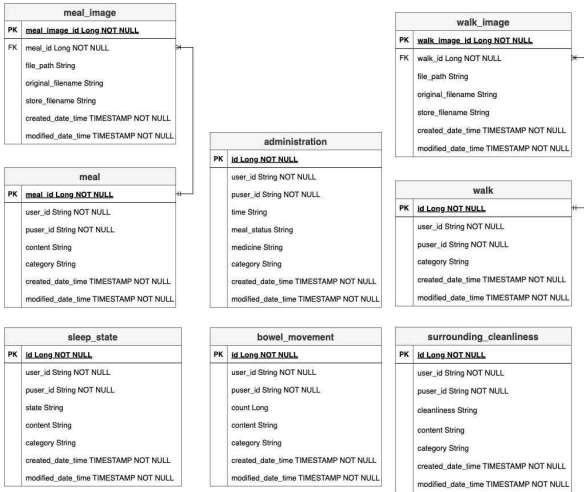 meal_image
PK meal_image_id Long NOT NULL
FK meal_id Long NOT NULL
file_path String
original_filename String
store_filename String
created_date_time TIMESTAMP NOT NULL
modified_date_time TIMESTAMP NOT NULL
walk_image
PK walk_image_id Long NOT NULL
FK walk_id Long NOT NULL
file_path String
original_filename String
store_filename String
created_date_time TIMESTAMP NOT NULL
modified_date_time TIMESTAMP NOT NULL
meal
PK meal_id Long NOT NULL
user_id String NOT NULL
puser_id String NOT NULL
content String
category String
created_date_time TIMESTAMP NOT NULL
modified_date_time TIMESTAMP NOT NULL
administration
PK id Long NOT NULL
user_id String NOT NULL
puser_id String NOT NULL
time String
meal_status String
medicine String
category String
created_date_time TIMESTAMP NOT NULL
modified_date_time TIMESTAMP NOT NULL
walk
PK id Long NOT NULL
user_id String NOT NULL
puser_id String NOT NULL
category String
created_date_time TIMESTAMP NOT NULL
modified_date_time TIMESTAMP NOT NULL
sleep_state
PK id Long NOT NULL
user_id String NOT NULL
puser_id String NOT NULL
state String
content String
category String
created_date_time TIMESTAMP NOT NULL
modified_date_time TIMESTAMP NOT NULL
bowel_movement
PK id Long NOT NULL
user_id String NOT NULL
puser_id String NOT NULL
count Long
content String
category String
created_date_time TIMESTAMP NOT NULL
modified_date_time TIMESTAMP NOT NULL
surrounding_cleanliness
PK id Long NOT NULL
user_id String NOT NULL
puser_id String NOT NULL
cleanliness String
content String
category String
created_date_time TIMESTAMP NOT NULL
modified_date_time TIMESTAMP NOT NULL